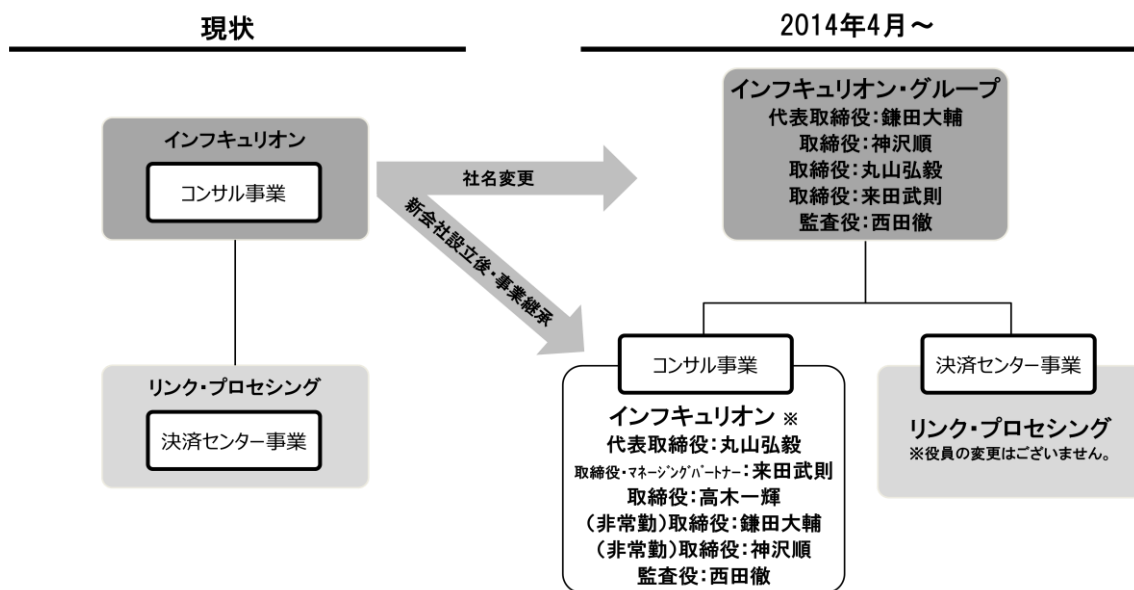 現状
インフキュリオン
コンサル事業
リンク・プロセシング
決済センター事業
社名変更
新会社設立後・事業継承
2014年4月～
インフキュリオン・グループ
代表取締役：鎌田大輔
取締役：神沢順
取締役：丸山弘毅
取締役：来田武則
監査役：西田徹
コンサル事業
インフキュリオン ※
代表取締役：丸山弘毅
取締役・マネージングパートナー：来田武則
取締役：高木一輝
（非常勤）取締役：鎌田大輔
（非常勤）取締役：神沢順
監査役：西田徹
決済センター事業
リンク・プロセシング
※役員の変更はございません。